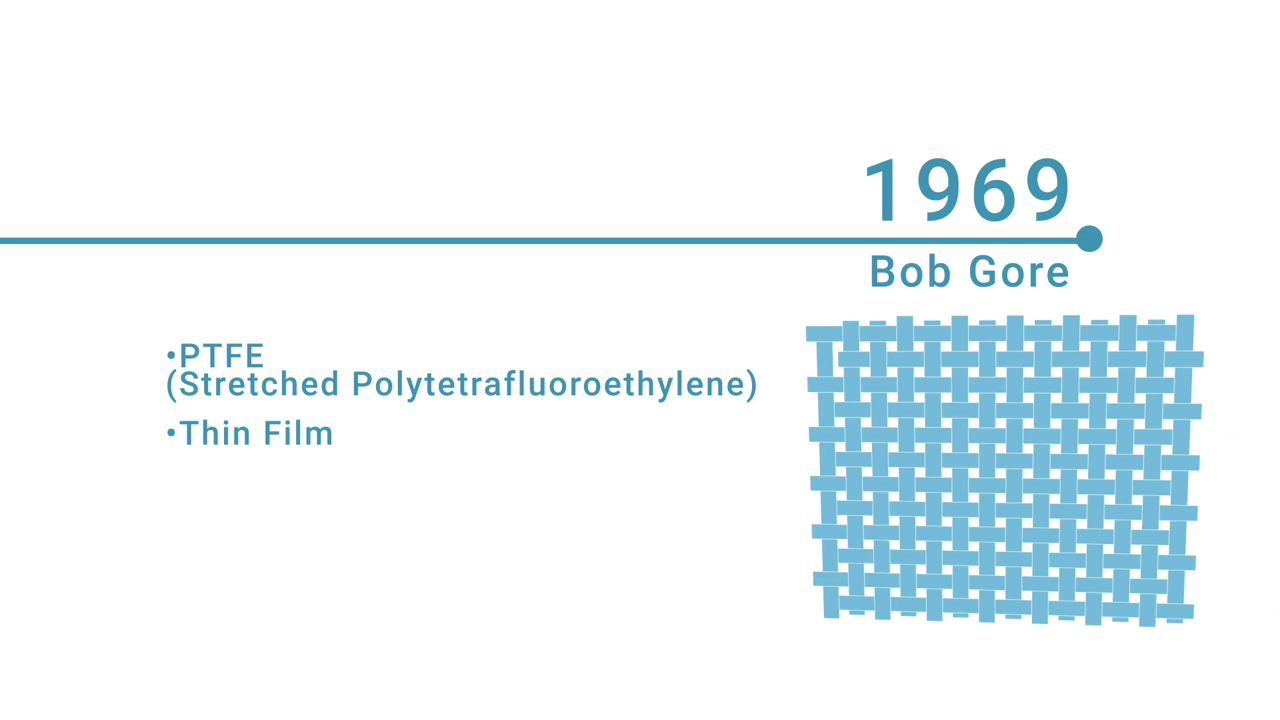 1969
Bob Gore
•PTFE
(Stretched Polytetrafluoroethylene)
•Thin Film